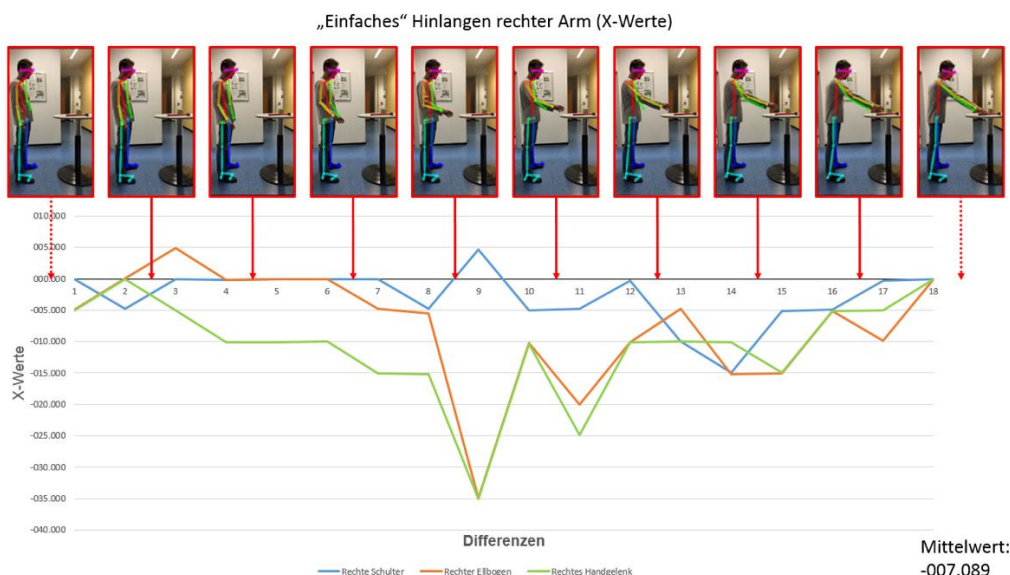 „Einfaches“ Hinlangen rechter Arm (X-Werte)
010.000
005.000
000.000
1 2 3 4 5 6 7 8 9 10 11 12 13 14 15 16 17 18
-005.000
-010.000
-015.000
-020.000
-025.000
-030.000
-035.000
-040.000
X-Werte
Differenzen
Rechte Schulter Rechter Ellbogen Rechtes Handgelenk
Mittelwert:
-007.089